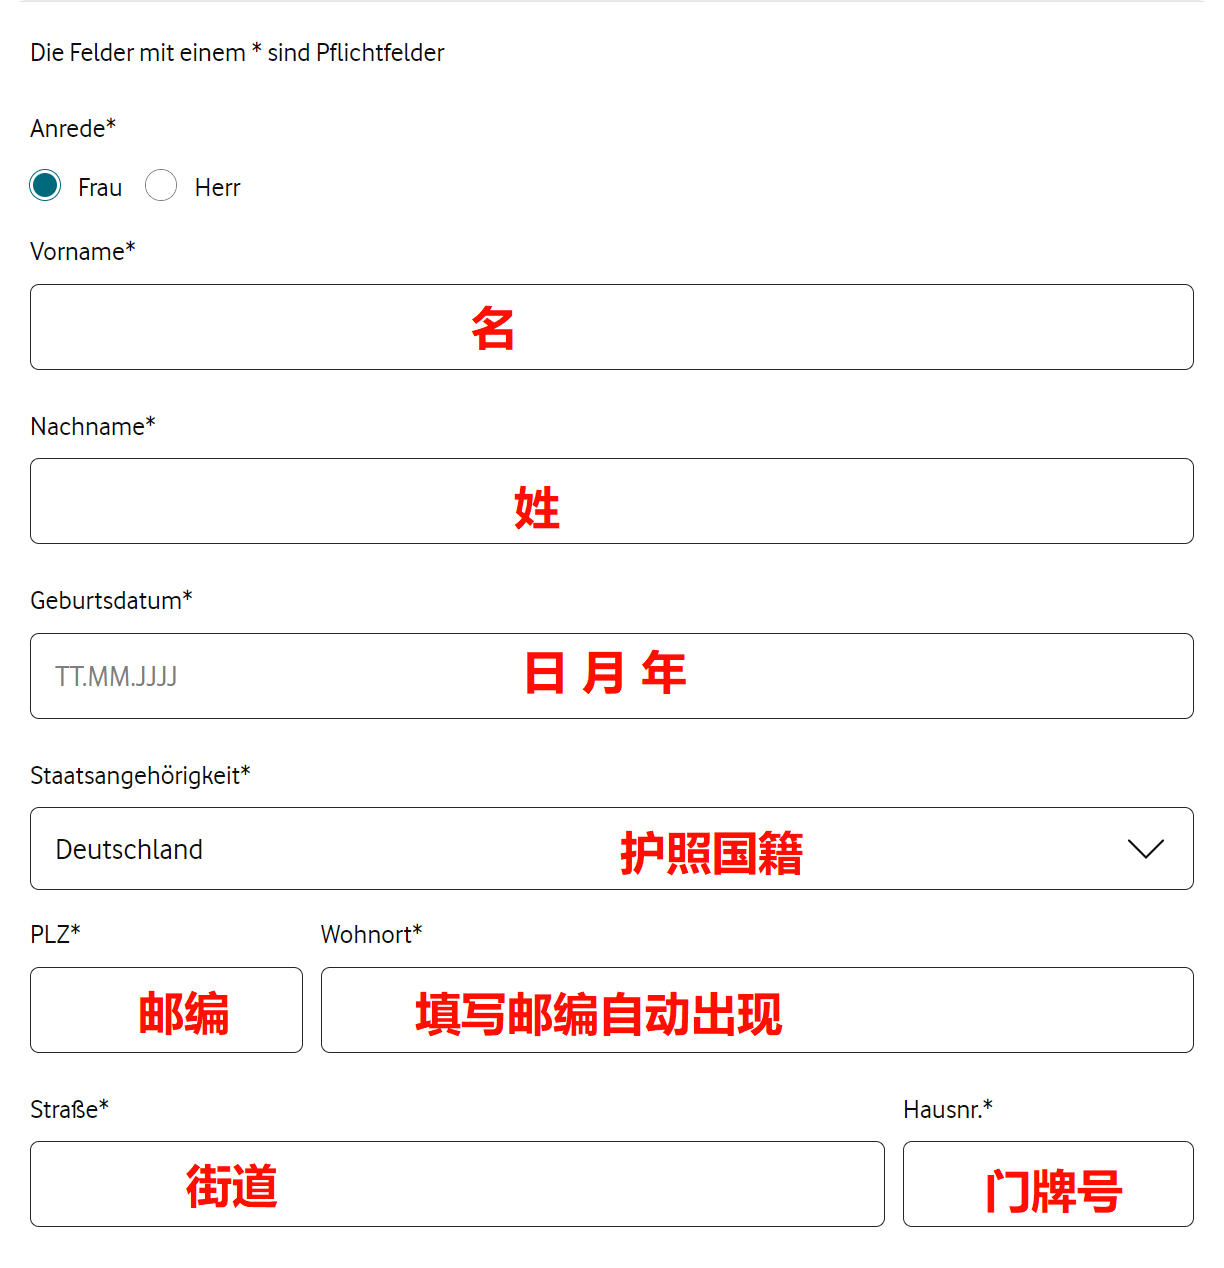 Die Felder mit einem * sind Pflichtfelder
Anrede*
Frau Herr
Vorname*
名
Nachname*
姓
Geburtsdatum*
TT.MM.JJJJ 日 月 年
Staatsangehörigkeit*
Deutschland 护照国籍
PLZ* Wohnort*
邮编 填写邮编自动出现
Straße* Hausnr.*
街道 门牌号